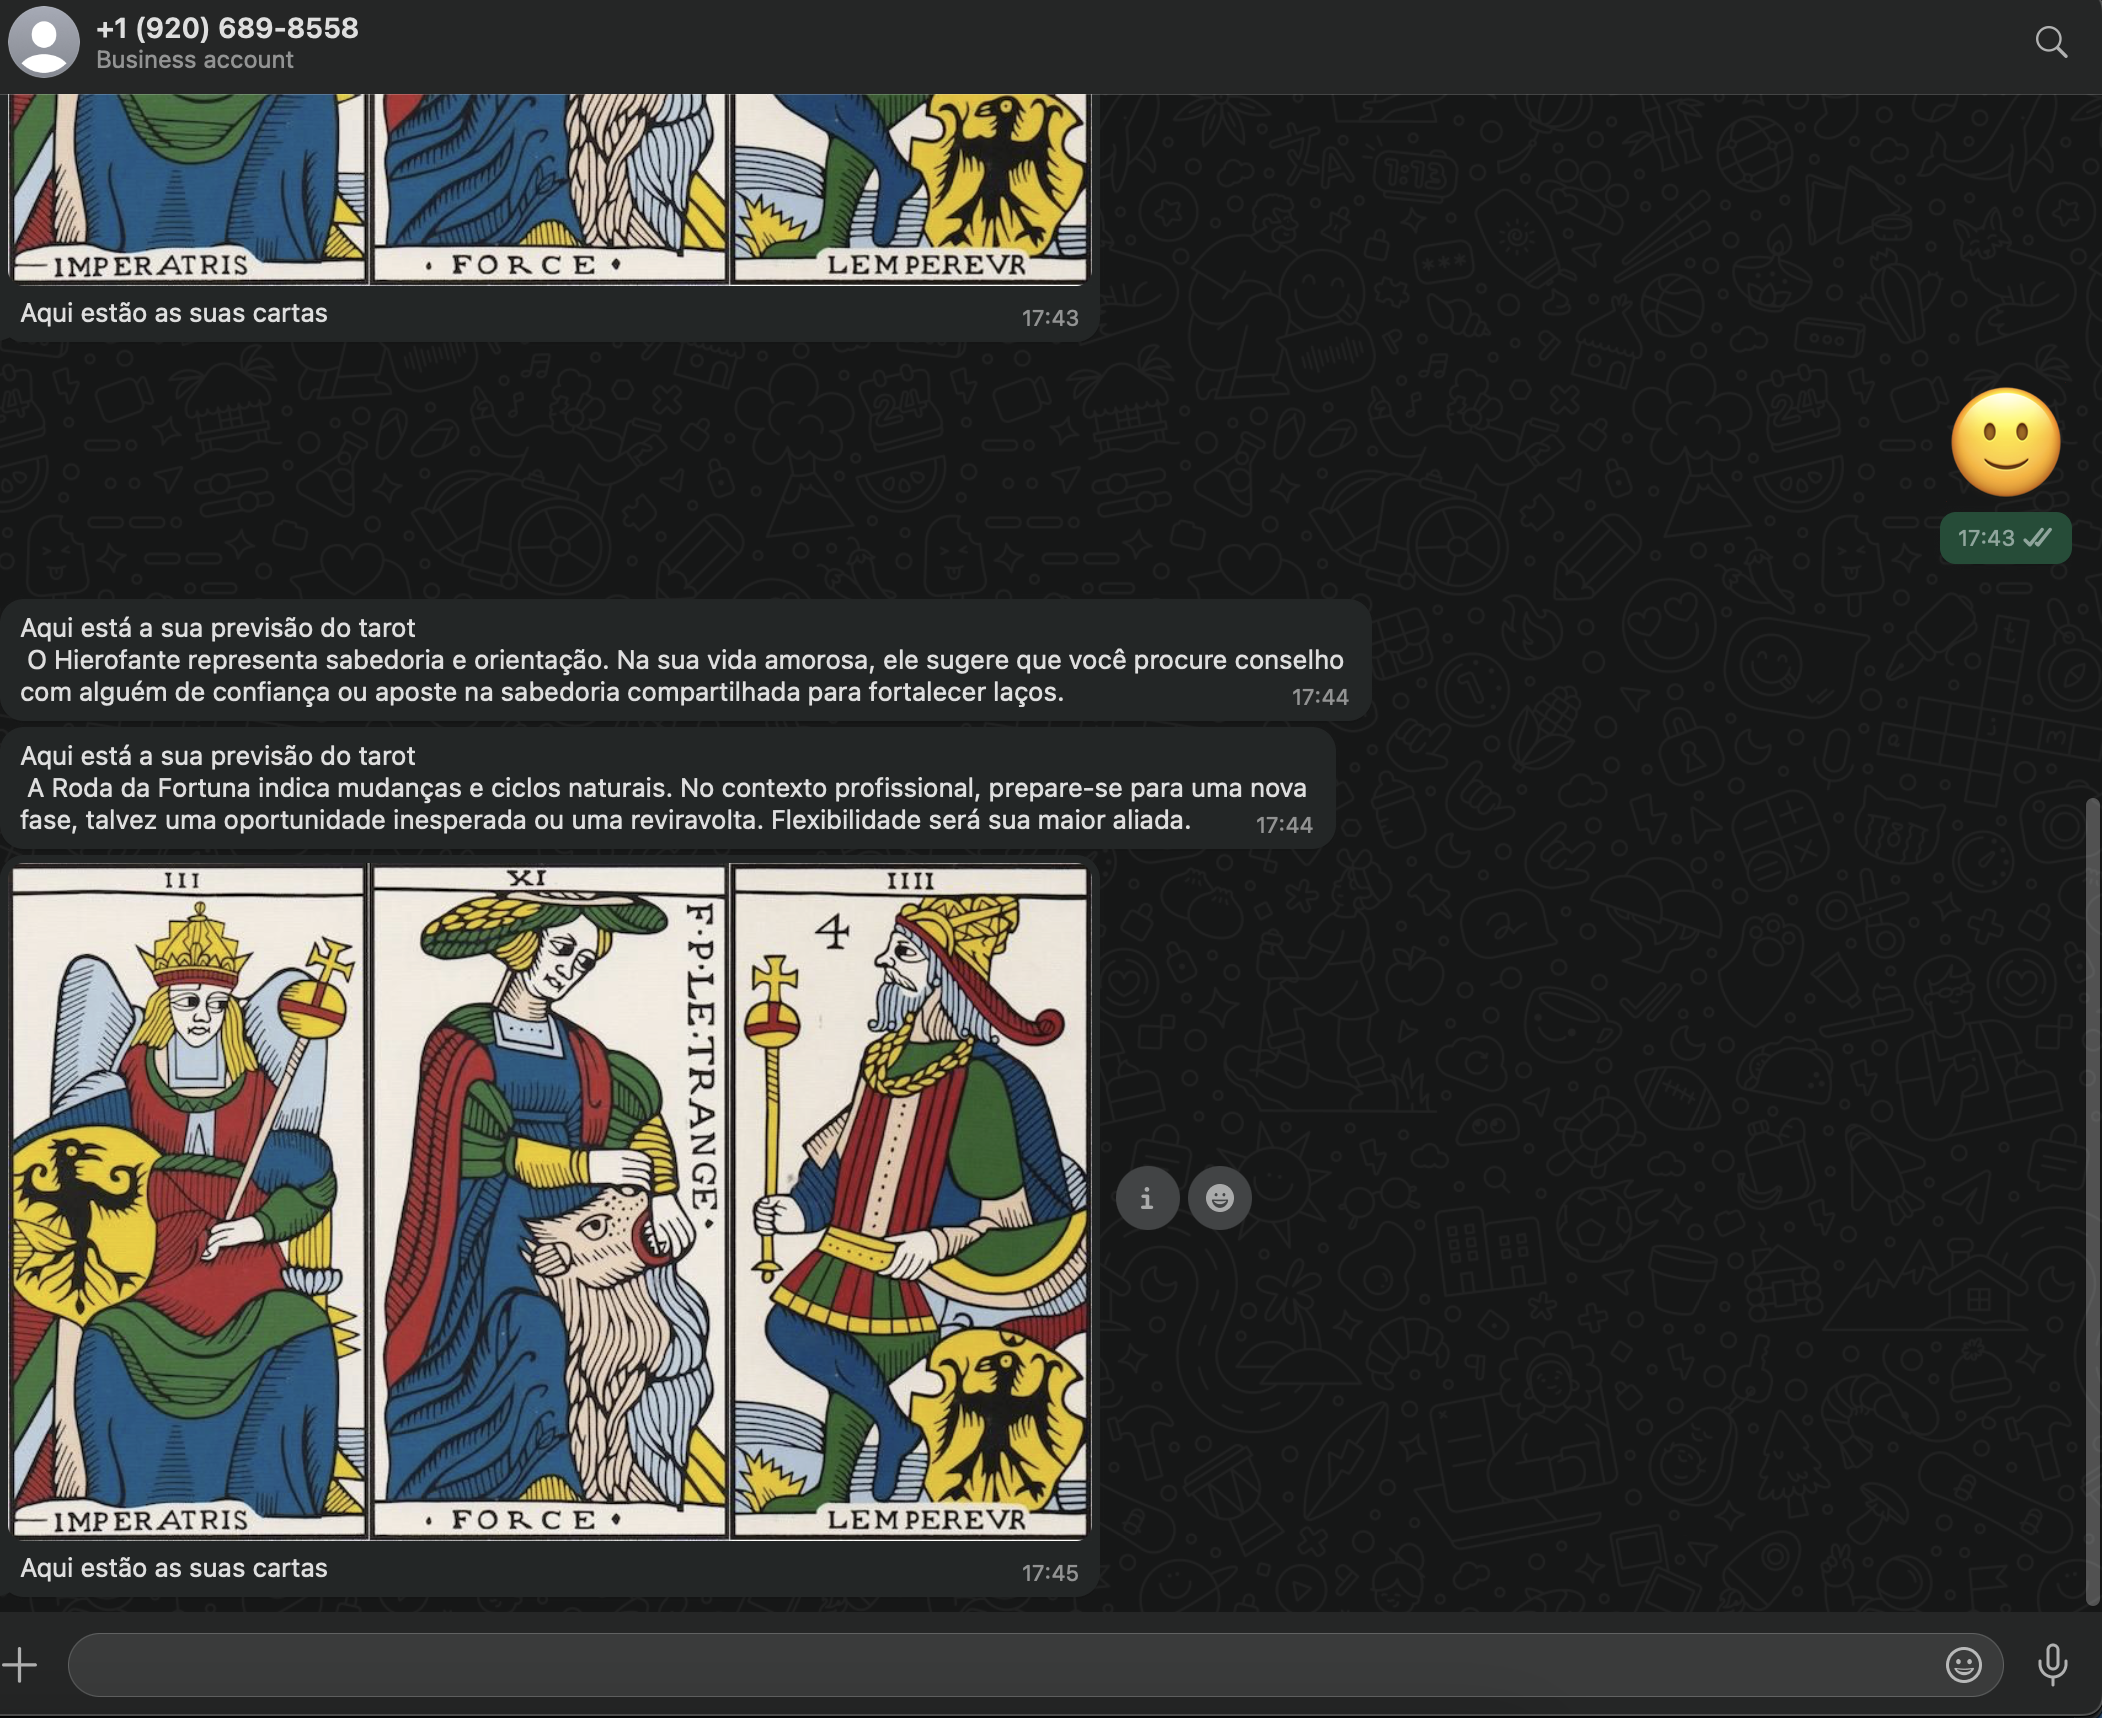 +1 (920) 689-8558
Business account
IMPERATRIS
· FORCE ·
LEMPEREVR
Aqui estão as suas cartas
17:43
17:43
Aqui está a sua previsão do tarot
O Hierofante representa sabedoria e orientação. Na sua vida amorosa, ele sugere que você procure conselho
com alguém de confiança ou aposte na sabedoria compartilhada para fortalecer laços.
17:44
Aqui está a sua previsão do tarot
A Roda da Fortuna indica mudanças e ciclos naturais. No contexto profissional, prepare-se para uma nova
fase, talvez uma oportunidade inesperada ou uma reviravolta. Flexibilidade será sua maior aliada.
17:44
III
XI
IIII
4
F·P·LE·TRANGE·
IMPERATRIS
· FORCE ·
LEMPEREVR
Aqui estão as suas cartas
17:45